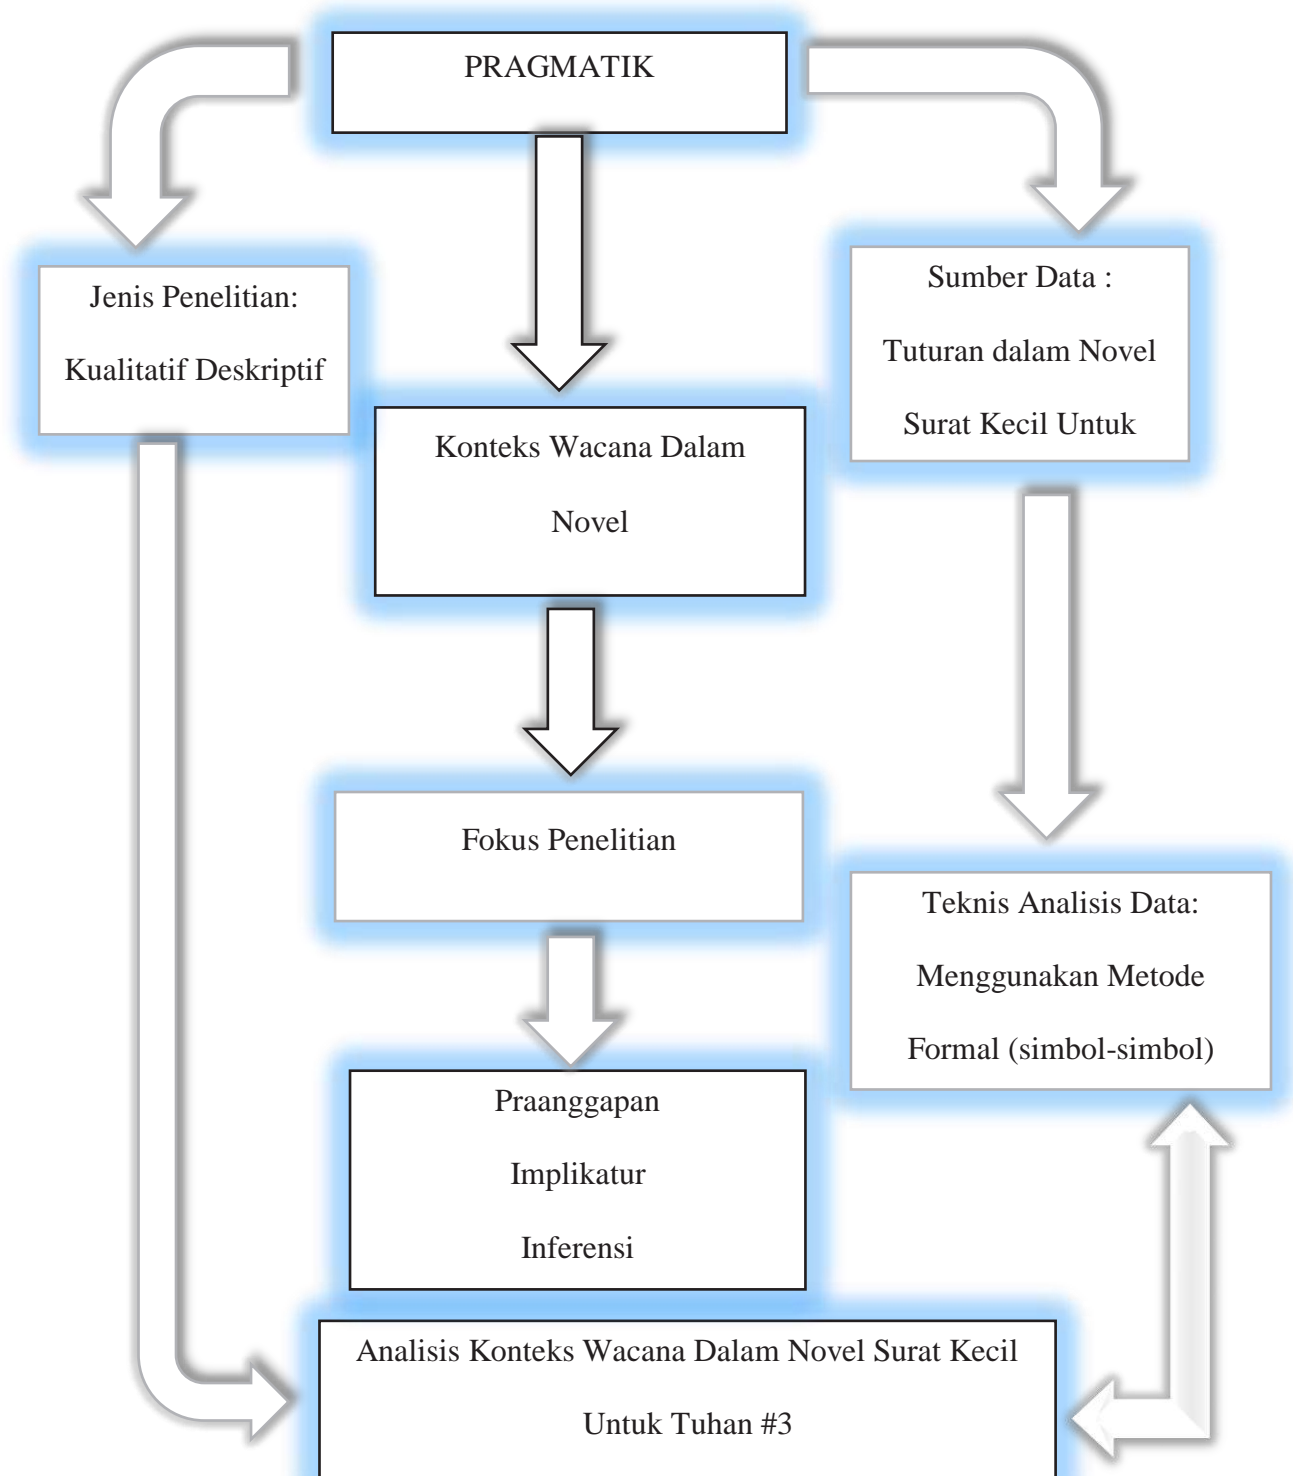 PRAGMATIK
Jenis Penelitian:
Kualitatif Deskriptif
Sumber Data :
Tuturan dalam Novel
Surat Kecil Untuk
Konteks Wacana Dalam
Novel
Fokus Penelitian
Teknis Analisis Data:
Menggunakan Metode
Formal (simbol-simbol)
Praanggapan
Implikatur
Inferensi
Analisis Konteks Wacana Dalam Novel Surat Kecil
Untuk Tuhan #3